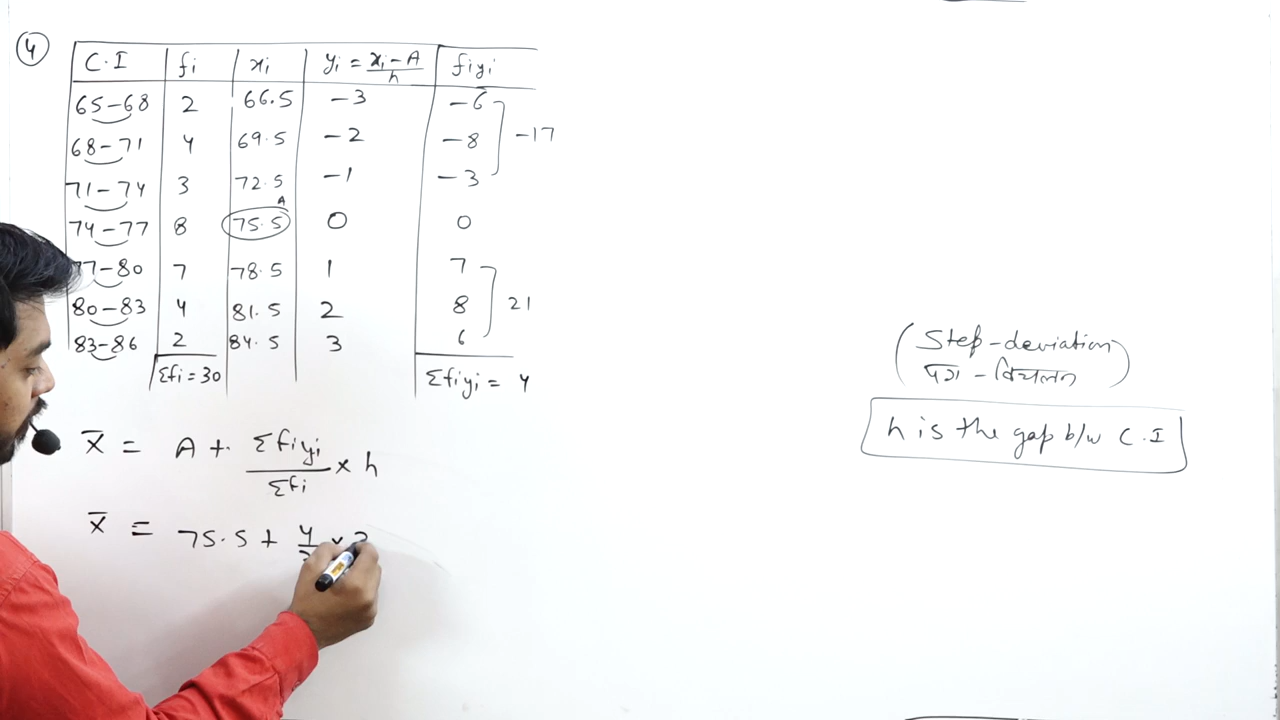 4
C.I fi xi yi = xi - A / h fiyi
65-68 2 66.5 -3 -6
68-71 4 69.5 -2 -8 -17
71-74 3 72.5 -1 -3
A
74-77 8 75.5 0 0
77-80 7 78.5 1 7
80-83 4 81.5 2 8 21
83-86 2 84.5 3 6
Σfi = 30 Σfiyi = 4
x̄ = A + Σfiyi / Σfi × h
x̄ = 75.5 + 4
(Step-deviation
पग - विचलन)
h is the gap b/w C.I